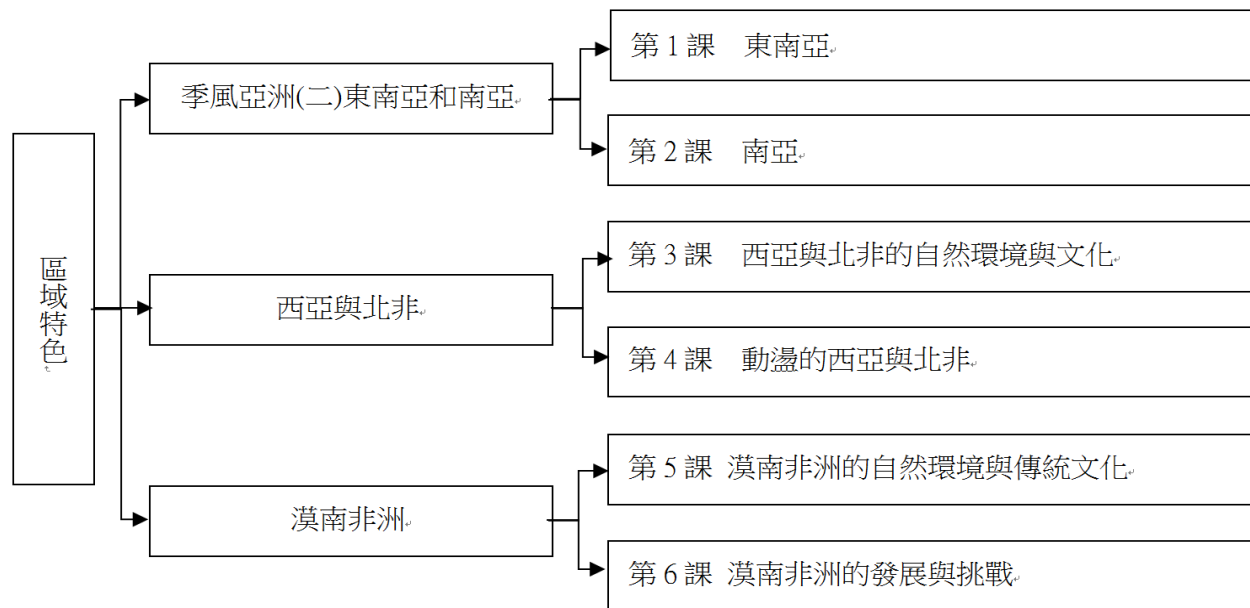 區域特色
季風亞洲(二)東南亞和南亞
第1課 東南亞
第2課 南亞
西亞與北非
第3課 西亞與北非的自然環境與文化
第4課 動盪的西亞與北非
漠南非洲
第5課 漠南非洲的自然環境與傳統文化
第6課 漠南非洲的發展與挑戰